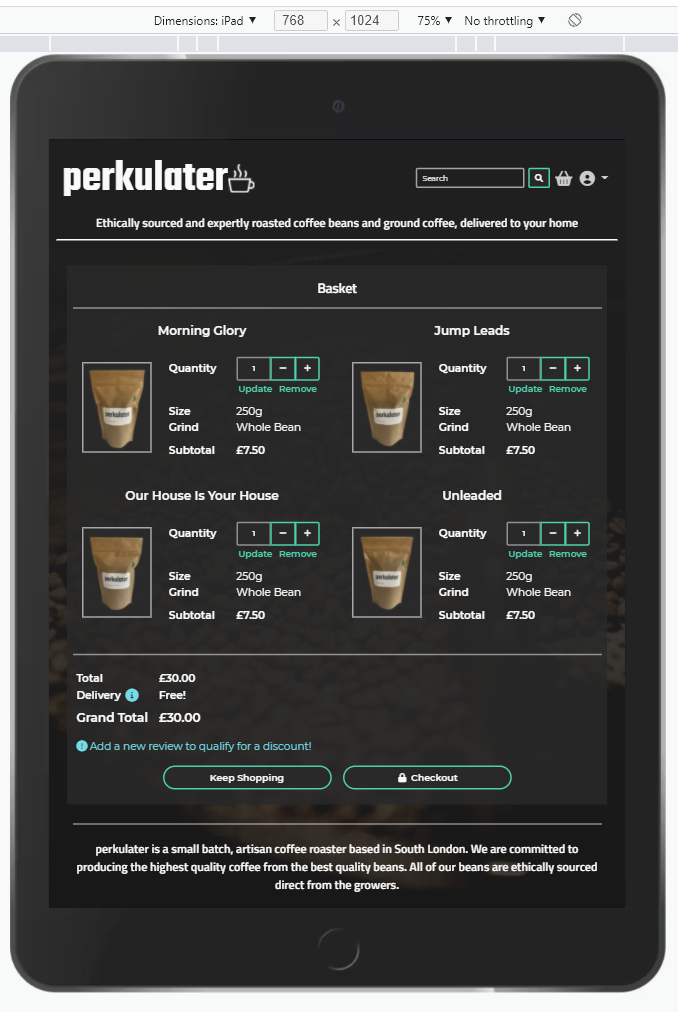 Dimensions: iPad ▼ 768 × 1024 75% ▼ No throttling ▼
perkulater
Search
Ethically sourced and expertly roasted coffee beans and ground coffee, delivered to your home
Basket
Morning Glory
perkulater
Quantity 1 − +
Update Remove
Size 250g
Grind Whole Bean
Subtotal £7.50
Jump Leads
perkulater
Quantity 1 − +
Update Remove
Size 250g
Grind Whole Bean
Subtotal £7.50
Our House Is Your House
perkulater
Quantity 1 − +
Update Remove
Size 250g
Grind Whole Bean
Subtotal £7.50
Unleaded
perkulater
Quantity 1 − +
Update Remove
Size 250g
Grind Whole Bean
Subtotal £7.50
Total £30.00
Delivery i Free!
Grand Total £30.00
! Add a new review to qualify for a discount!
Keep Shopping
Checkout
perkulater is a small batch, artisan coffee roaster based in South London. We are committed to
producing the highest quality coffee from the best quality beans. All of our beans are ethically sourced
direct from the growers.